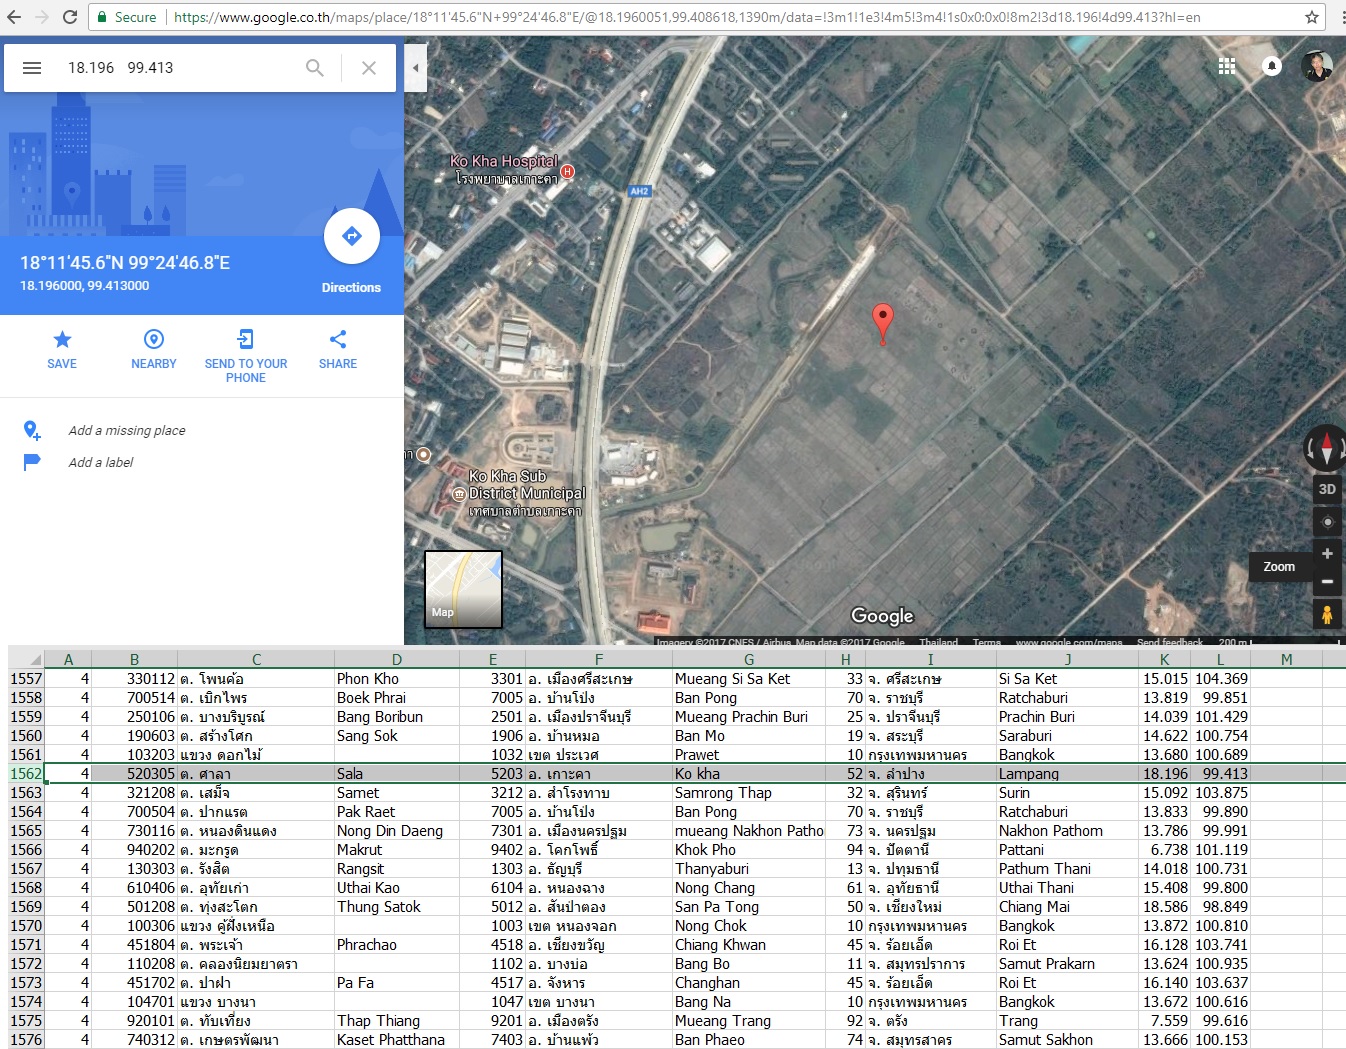 Secure https://www.google.co.th/maps/place/18°11'45.6"N+99°24'46.8"E/@18.1960051,99.408618,1390m/data=!3m1!1e3!4m5!3m4!1s0x0:0x0!8m2!3d18.196!4d99.413?hl=en
18.196 99.413
Ko Kha Hospital
โรงพยาบาลเกาะคา
H
AH2
18°11'45.6"N 99°24'46.8"E
18.196000, 99.413000
Directions
SAVE NEARBY SEND TO YOUR PHONE SHARE
Add a missing place
Add a label
Ko Kha Sub
District Municipal
เทศบาลตำบลเกาะคา
3D
Zoom
Map
Google
Imagery ©2017 CNES / Airbus, Map data ©2017 Google Thailand Terms www.google.com/maps Send feedback 200 m
A B C D E F G H I J K L M
1557 4 330112 ต. โพนค้อ Phon Kho 3301 อ. เมืองศรีสะเกษ Mueang Si Sa Ket 33 จ. ศรีสะเกษ Si Sa Ket 15.015 104.369
1558 4 700514 ต. เบิกไพร Boek Phrai 7005 อ. บ้านโป่ง Ban Pong 70 จ. ราชบุรี Ratchaburi 13.819 99.851
1559 4 250106 ต. บางบริบูรณ์ Bang Boribun 2501 อ. เมืองปราจีนบุรี Mueang Prachin Buri 25 จ. ปราจีนบุรี Prachin Buri 14.039 101.429
1560 4 190603 ต. สร้างโศก Sang Sok 1906 อ. บ้านหมอ Ban Mo 19 จ. สระบุรี Saraburi 14.622 100.754
1561 4 103203 แขวง ดอกไม้ 1032 เขต ประเวศ Prawet 10 กรุงเทพมหานคร Bangkok 13.680 100.689
1562 4 520305 ต. ศาลา Sala 5203 อ. เกาะคา Ko kha 52 จ. ลำปาง Lampang 18.196 99.413
1563 4 321208 ต. เสม็จ Samet 3212 อ. สำโรงทาบ Samrong Thap 32 จ. สุรินทร์ Surin 15.092 103.875
1564 4 700504 ต. ปากแรต Pak Raet 7005 อ. บ้านโป่ง Ban Pong 70 จ. ราชบุรี Ratchaburi 13.833 99.890
1565 4 730116 ต. หนองดินแดง Nong Din Daeng 7301 อ. เมืองนครปฐม mueang Nakhon Patho 73 จ. นครปฐม Nakhon Pathom 13.786 99.991
1566 4 940202 ต. มะกรูด Makrut 9402 อ. โคกโพธิ์ Khok Pho 94 จ. ปัตตานี Pattani 6.738 101.119
1567 4 130303 ต. รังสิต Rangsit 1303 อ. ธัญบุรี Thanyaburi 13 จ. ปทุมธานี Pathum Thani 14.018 100.731
1568 4 610406 ต. อุทัยเก่า Uthai Kao 6104 อ. หนองฉาง Nong Chang 61 จ. อุทัยธานี Uthai Thani 15.408 99.800
1569 4 501208 ต. ทุ่งสะโตก Thung Satok 5012 อ. สันป่าตอง San Pa Tong 50 จ. เชียงใหม่ Chiang Mai 18.586 98.849
1570 4 100306 แขวง คู้ฝั่งเหนือ 1003 เขต หนองจอก Nong Chok 10 กรุงเทพมหานคร Bangkok 13.872 100.810
1571 4 451804 ต. พระเจ้า Phrachao 4518 อ. เชียงขวัญ Chiang Khwan 45 จ. ร้อยเอ็ด Roi Et 16.128 103.741
1572 4 110208 ต. คลองนิยมยาตรา 1102 อ. บางบ่อ Bang Bo 11 จ. สมุทรปราการ Samut Prakarn 13.624 100.935
1573 4 451702 ต. ปาฝา Pa Fa 4517 อ. จังหาร Changhan 45 จ. ร้อยเอ็ด Roi Et 16.140 103.637
1574 4 104701 แขวง บางนา 1047 เขต บางนา Bang Na 10 กรุงเทพมหานคร Bangkok 13.672 100.616
1575 4 920101 ต. ทับเที่ยง Thap Thiang 9201 อ. เมืองตรัง Mueang Trang 92 จ. ตรัง Trang 7.559 99.616
1576 4 740312 ต. เกษตรพัฒนา Kaset Phatthana 7403 อ. บ้านแพ้ว Ban Phaeo 74 จ. สมุทรสาคร Samut Sakhon 13.666 100.153